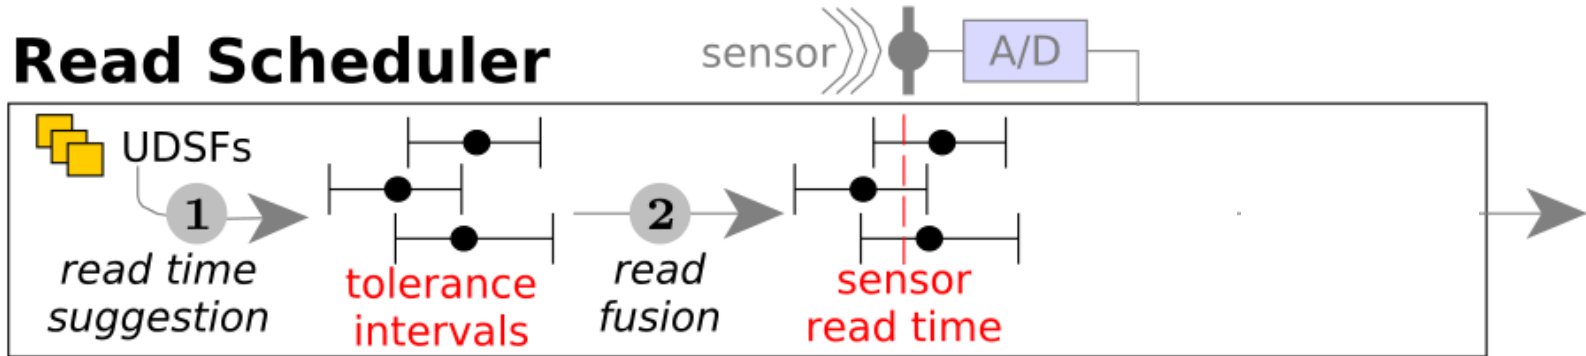 Read Scheduler
sensor
A/D
UDSFs
1
read time
suggestion
tolerance
intervals
2
read
fusion
sensor
read time